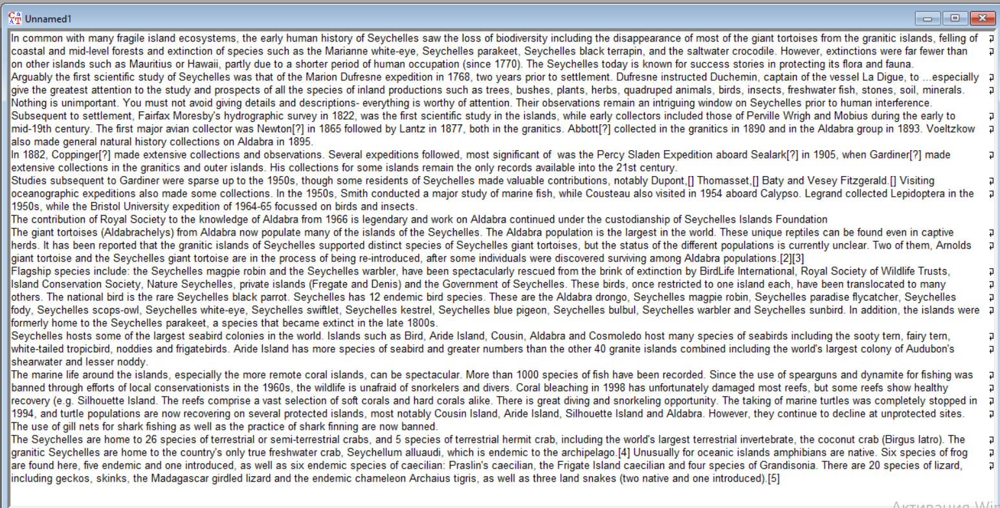 Unnamed1
In common with many fragile island ecosystems, the early human history of Seychelles saw the loss of biodiversity including the disappearance of most of the giant tortoises from the granitic islands, felling of
coastal and mid-level forests and extinction of species such as the Marianne white-eye, Seychelles parakeet, Seychelles black terrapin, and the saltwater crocodile. However, extinctions were far fewer than
on other islands such as Mauritius or Hawaii, partly due to a shorter period of human occupation (since 1770). The Seychelles today is known for success stories in protecting its flora and fauna.
Arguably the first scientific study of Seychelles was that of the Marion Dufresne expedition in 1768, two years prior to settlement. Dufresne instructed Duchemin, captain of the vessel La Digue, to ...especially
give the greatest attention to the study and prospects of all the species of inland productions such as trees, bushes, plants, herbs, quadruped animals, birds, insects, freshwater fish, stones, soil, minerals.
Nothing is unimportant. You must not avoid giving details and descriptions- everything is worthy of attention. Their observations remain an intriguing window on Seychelles prior to human interference.
Subsequent to settlement, Fairfax Moresby's hydrographic survey in 1822, was the first scientific study in the islands, while early collectors included those of Perville Wrigh and Mobius during the early to
mid-19th century. The first major avian collector was Newton[?] in 1865 followed by Lantz in 1877, both in the granitics. Abbott[?] collected in the granitics in 1890 and in the Aldabra group in 1893. Voeltzkow
also made general natural history collections on Aldabra in 1895.
In 1882, Coppinger[?] made extensive collections and observations. Several expeditions followed, most significant of  was the Percy Sladen Expedition aboard Sealark[?] in 1905, when Gardiner[?] made
extensive collections in the granitics and outer islands. His collections for some islands remain the only records available into the 21st century.
Studies subsequent to Gardiner were sparse up to the 1950s, though some residents of Seychelles made valuable contributions, notably Dupont,[] Thomasset,[] Baty and Vesey Fitzgerald.[] Visiting
oceanographic expeditions also made some collections. In the 1950s, Smith conducted a major study of marine fish, while Cousteau also visited in 1954 aboard Calypso. Legrand collected Lepidoptera in the
1950s, while the Bristol University expedition of 1964-65 focussed on birds and insects.
The contribution of Royal Society to the knowledge of Aldabra from 1966 is legendary and work on Aldabra continued under the custodianship of Seychelles Islands Foundation
The giant tortoises (Aldabrachelys) from Aldabra now populate many of the islands of the Seychelles. The Aldabra population is the largest in the world. These unique reptiles can be found even in captive
herds. It has been reported that the granitic islands of Seychelles supported distinct species of Seychelles giant tortoises, but the status of the different populations is currently unclear. Two of them, Arnolds
giant tortoise and the Seychelles giant tortoise are in the process of being re-introduced, after some individuals were discovered surviving among Aldabra populations.[2][3]
Flagship species include: the Seychelles magpie robin and the Seychelles warbler, have been spectacularly rescued from the brink of extinction by BirdLife International, Royal Society of Wildlife Trusts,
Island Conservation Society, Nature Seychelles, private islands (Fregate and Denis) and the Government of Seychelles. These birds, once restricted to one island each, have been translocated to many
others. The national bird is the rare Seychelles black parrot. Seychelles has 12 endemic bird species. These are the Aldabra drongo, Seychelles magpie robin, Seychelles paradise flycatcher, Seychelles
fody, Seychelles scops-owl, Seychelles white-eye, Seychelles swiftlet, Seychelles kestrel, Seychelles blue pigeon, Seychelles bulbul, Seychelles warbler and Seychelles sunbird. In addition, the islands were
formerly home to the Seychelles parakeet, a species that became extinct in the late 1800s.
Seychelles hosts some of the largest seabird colonies in the world. Islands such as Bird, Aride Island, Cousin, Aldabra and Cosmoledo host many species of seabirds including the sooty tern, fairy tern,
white-tailed tropicbird, noddies and frigatebirds. Aride Island has more species of seabird and greater numbers than the other 40 granite islands combined including the world's largest colony of Audubon's
shearwater and lesser noddy.
The marine life around the islands, especially the more remote coral islands, can be spectacular. More than 1000 species of fish have been recorded. Since the use of spearguns and dynamite for fishing was
banned through efforts of local conservationists in the 1960s, the wildlife is unafraid of snorkelers and divers. Coral bleaching in 1998 has unfortunately damaged most reefs, but some reefs show healthy
recovery (e.g. Silhouette Island. The reefs comprise a vast selection of soft corals and hard corals alike. There is great diving and snorkeling opportunity. The taking of marine turtles was completely stopped in
1994, and turtle populations are now recovering on several protected islands, most notably Cousin Island, Aride Island, Silhouette Island and Aldabra. However, they continue to decline at unprotected sites.
The use of gill nets for shark fishing as well as the practice of shark finning are now banned.
The Seychelles are home to 26 species of terrestrial or semi-terrestrial crabs, and 5 species of terrestrial hermit crab, including the world's largest terrestrial invertebrate, the coconut crab (Birgus latro). The
granitic Seychelles are home to the country's only true freshwater crab, Seychellum alluaudi, which is endemic to the archipelago.[4] Unusually for oceanic islands amphibians are native. Six species of frog
are found here, five endemic and one introduced, as well as six endemic species of caecilian: Praslin's caecilian, the Frigate Island caecilian and four species of Grandisonia. There are 20 species of lizard,
including geckos, skinks, the Madagascar girdled lizard and the endemic chameleon Archaius tigris, as well as three land snakes (two native and one introduced).[5]
Активация Win